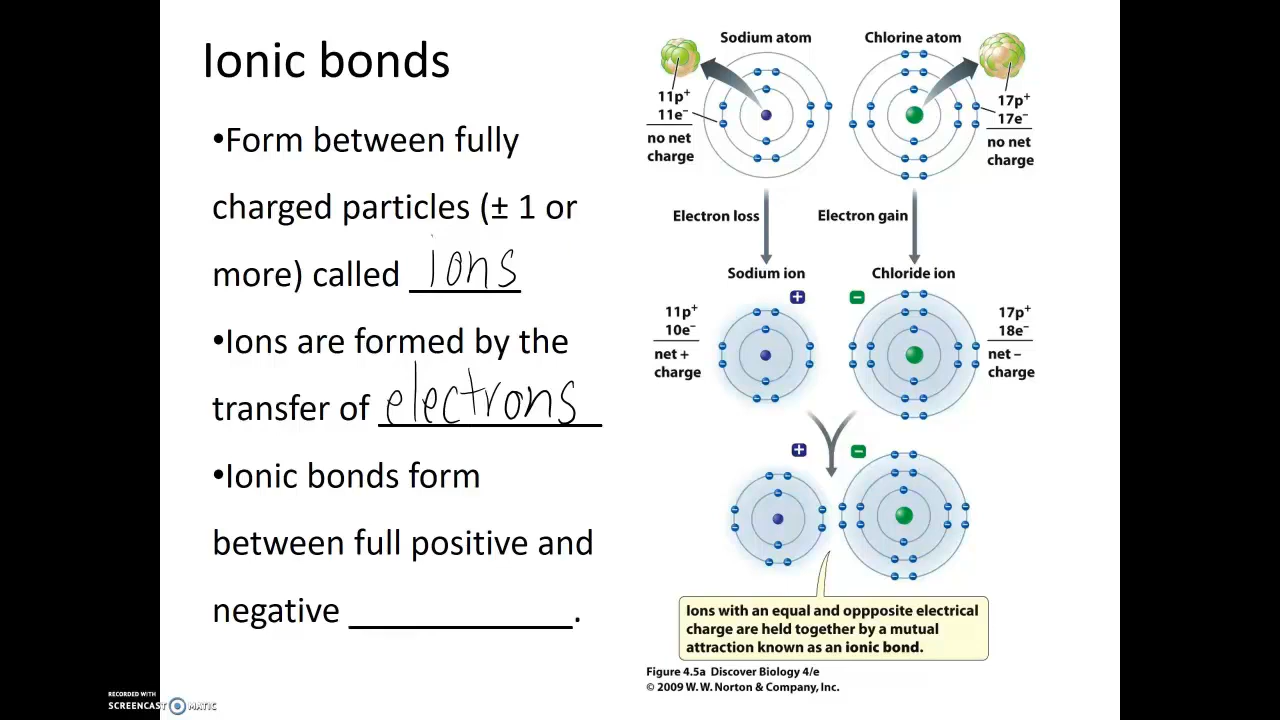 Ionic bonds
•Form between fully
charged particles (± 1 or
more) called ions
•Ions are formed by the
transfer of electrons
•Ionic bonds form
between full positive and
negative ____________.
Sodium atom
11p⁺
11e⁻
no net
charge
Chlorine atom
17p⁺
17e⁻
no net
charge
Electron loss
Electron gain
Sodium ion
+
11p⁺
10e⁻
net +
charge
Chloride ion
−
17p⁺
18e⁻
net –
charge
+
−
Ions with an equal and oppposite electrical
charge are held together by a mutual
attraction known as an ionic bond.
Figure 4.5a Discover Biology 4/e
© 2009 W. W. Norton & Company, Inc.
RECORDED WITH
SCREENCAST MATIC